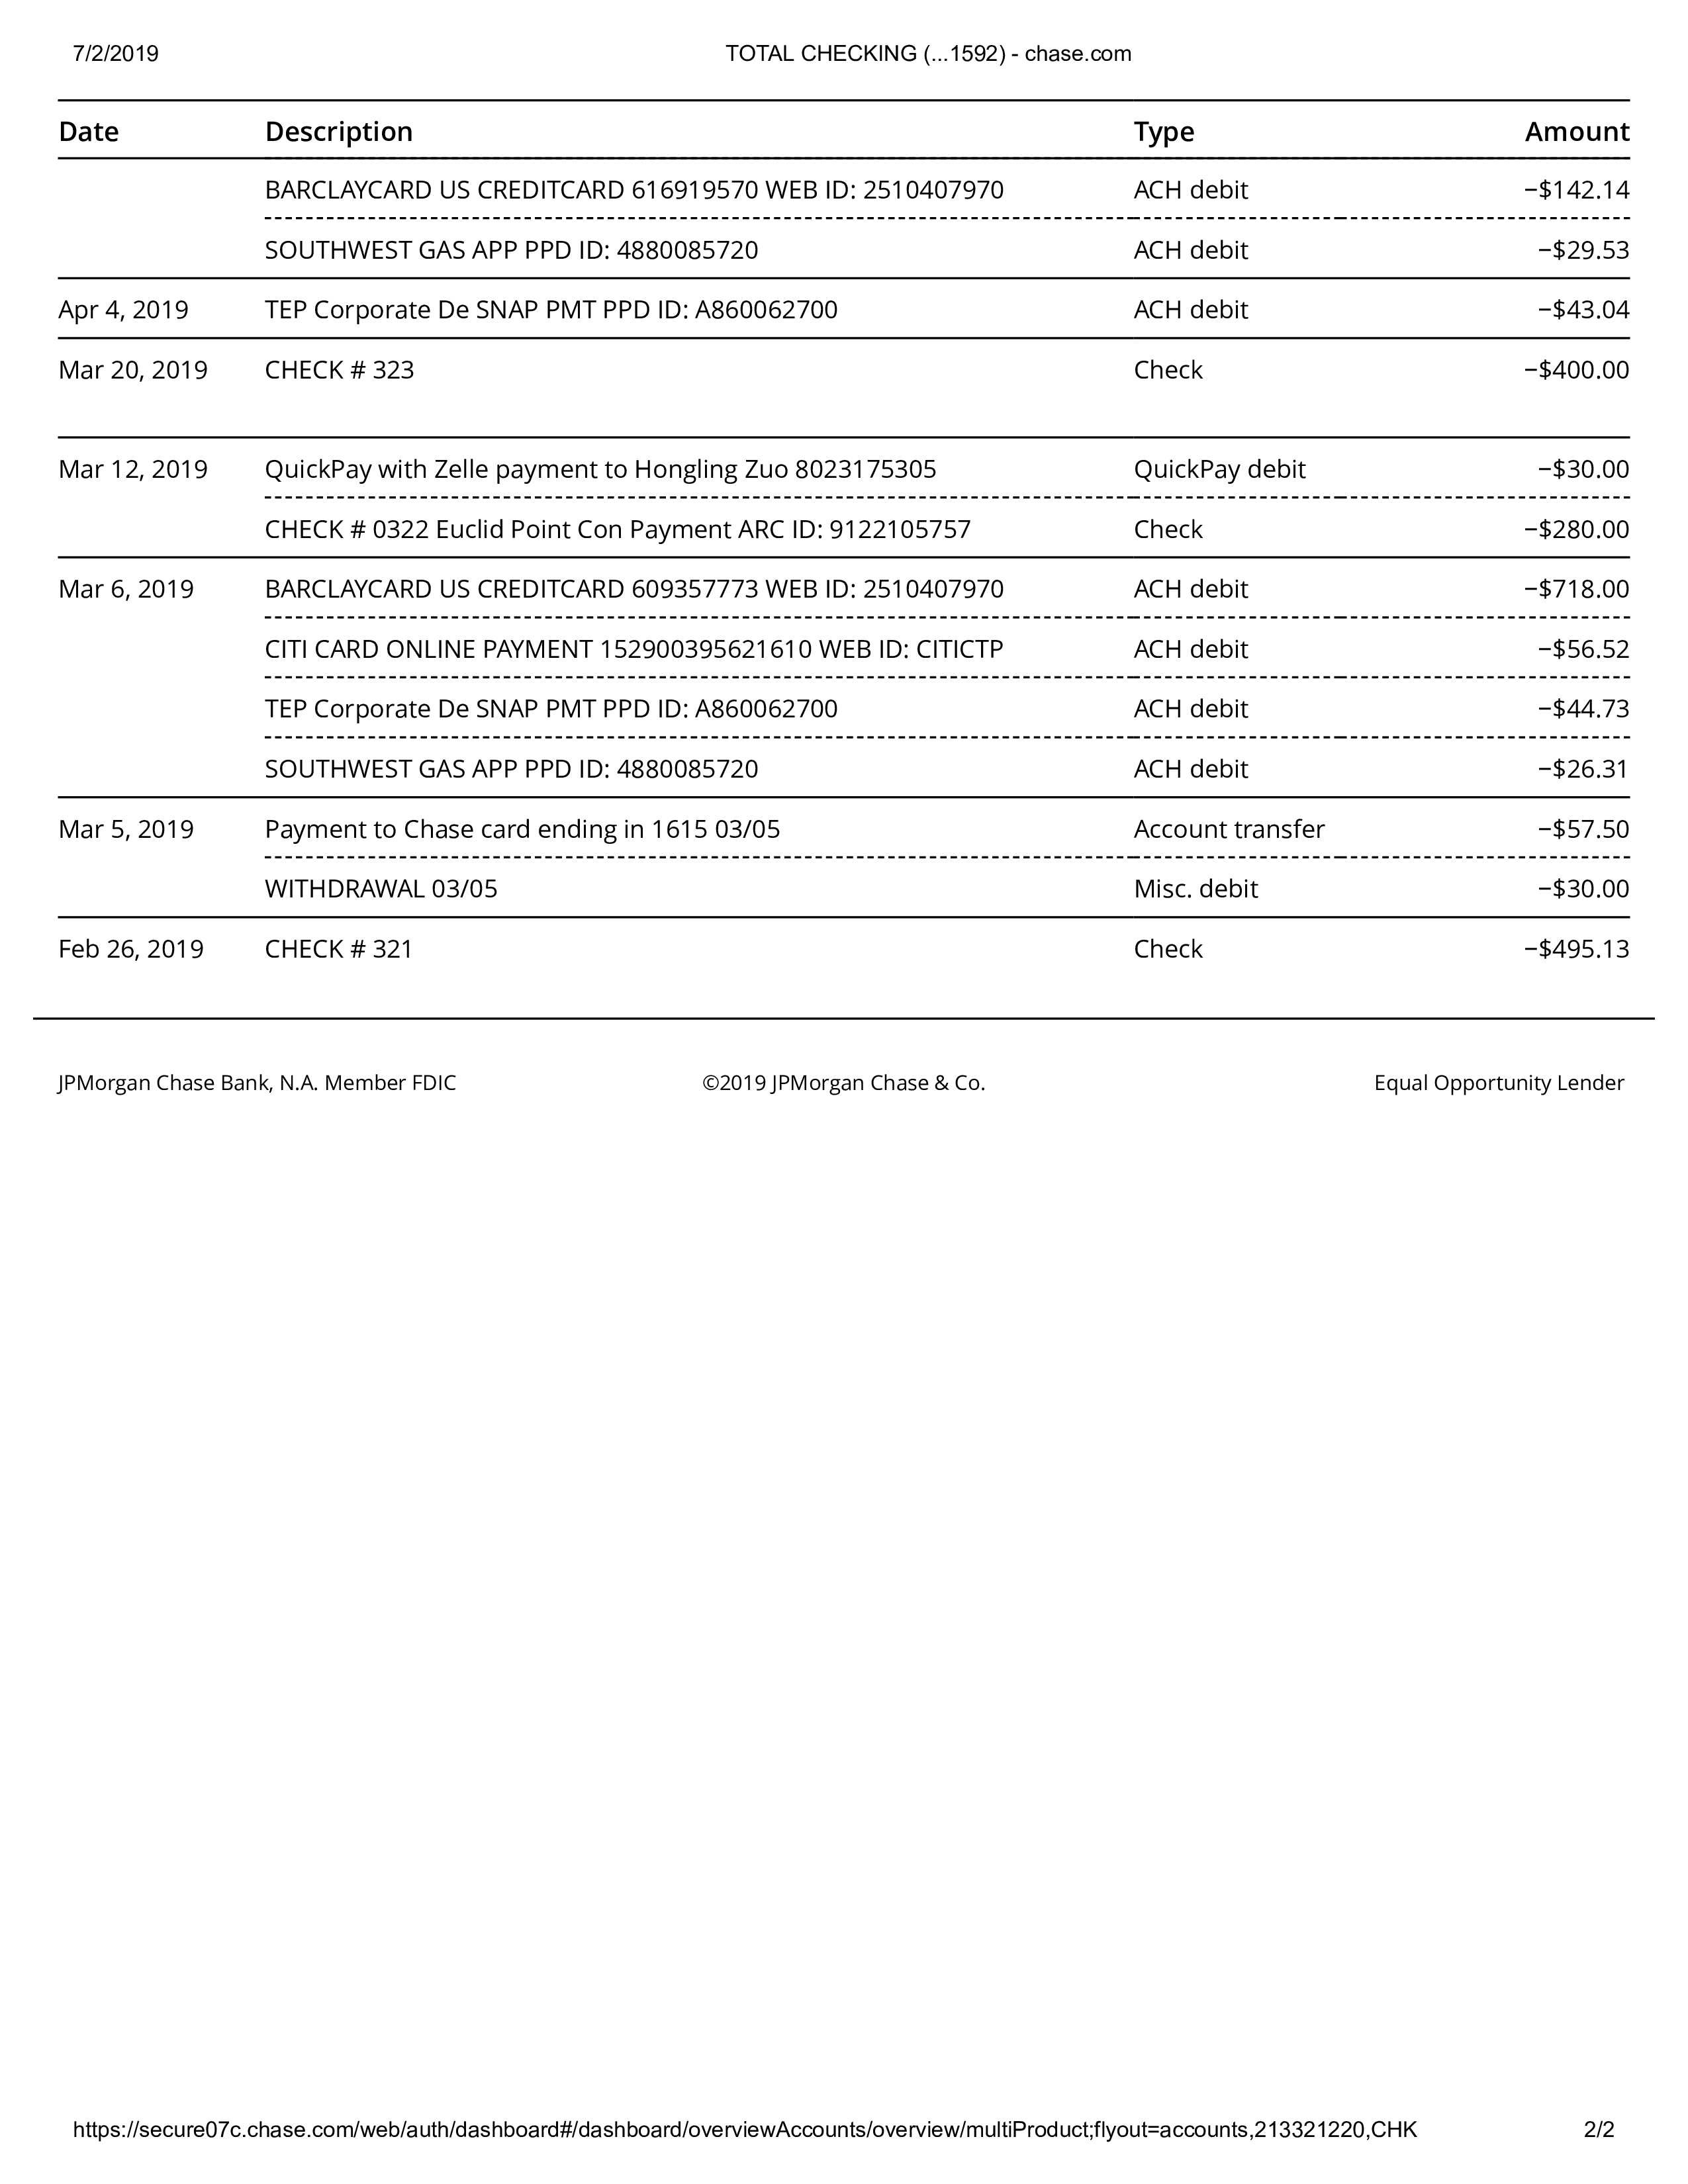 7/2/2019 TOTAL CHECKING (...1592) - chase.com
Date Description Type Amount
BARCLAYCARD US CREDITCARD 616919570 WEB ID: 2510407970 ACH debit −$142.14
SOUTHWEST GAS APP PPD ID: 4880085720 ACH debit −$29.53
Apr 4, 2019 TEP Corporate De SNAP PMT PPD ID: A860062700 ACH debit −$43.04
Mar 20, 2019 CHECK # 323 Check −$400.00
Mar 12, 2019 QuickPay with Zelle payment to Hongling Zuo 8023175305 QuickPay debit −$30.00
CHECK # 0322 Euclid Point Con Payment ARC ID: 9122105757 Check −$280.00
Mar 6, 2019 BARCLAYCARD US CREDITCARD 609357773 WEB ID: 2510407970 ACH debit −$718.00
CITI CARD ONLINE PAYMENT 152900395621610 WEB ID: CITICTP ACH debit −$56.52
TEP Corporate De SNAP PMT PPD ID: A860062700 ACH debit −$44.73
SOUTHWEST GAS APP PPD ID: 4880085720 ACH debit −$26.31
Mar 5, 2019 Payment to Chase card ending in 1615 03/05 Account transfer −$57.50
WITHDRAWAL 03/05 Misc. debit −$30.00
Feb 26, 2019 CHECK # 321 Check −$495.13
JPMorgan Chase Bank, N.A. Member FDIC ©2019 JPMorgan Chase & Co. Equal Opportunity Lender
https://secure07c.chase.com/web/auth/dashboard#/dashboard/overviewAccounts/overview/multiProduct;flyout=accounts,213321220,CHK 2/2